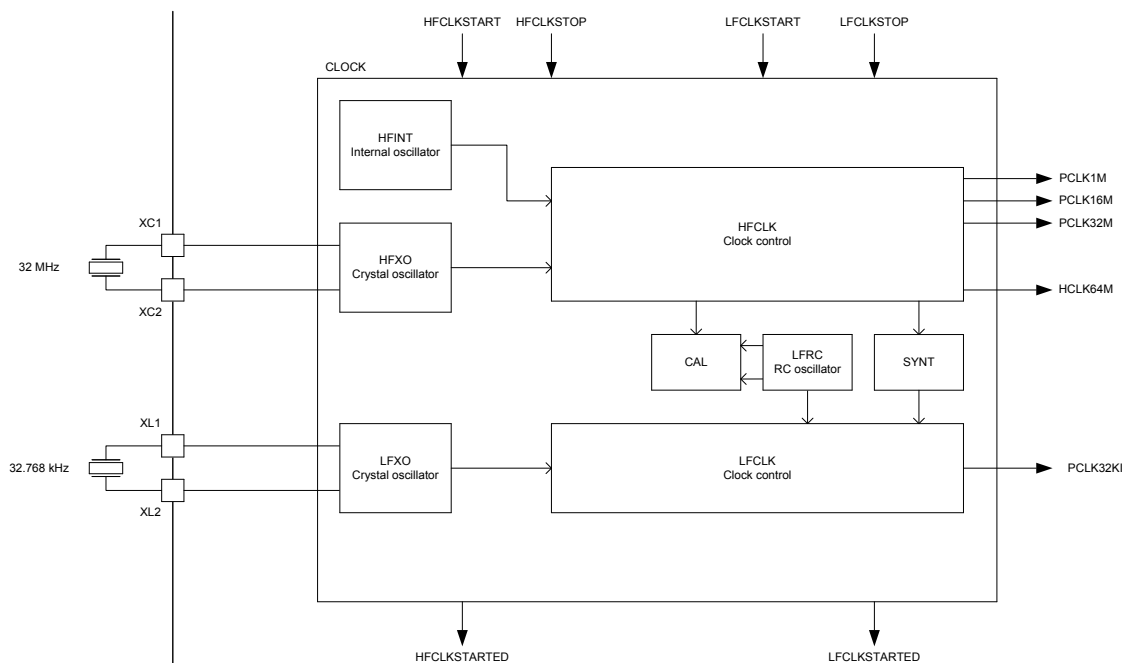 HFCLKSTART
HFCLKSTOP
LFCLKSTART
LFCLKSTOP
CLOCK
HFINT
Internal oscillator
PCLK1M
PCLK16M
PCLK32M
XC1
HFCLK
Clock control
HFXO
Crystal oscillator
32 MHz
HCLK64M
XC2
CAL
LFRC
RC oscillator
SYNT
XL1
LFXO
Crystal oscillator
LFCLK
Clock control
32.768 kHz
PCLK32KI
XL2
HFCLKSTARTED
LFCLKSTARTED